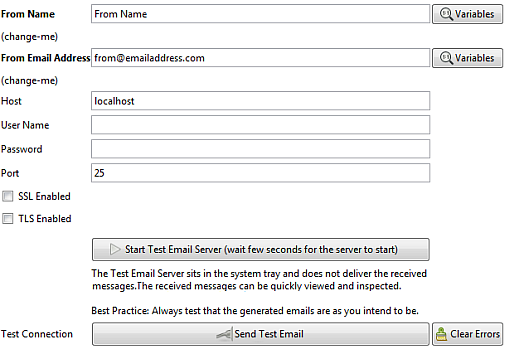 From Name From Name Variables
(change-me)
From Email Address from@emailaddress.com Variables
(change-me)
Host localhost
User Name
Password
Port 25
SSL Enabled
TLS Enabled
Start Test Email Server (wait few seconds for the server to start)
The Test Email Server sits in the system tray and does not deliver the received
messages.The received messages can be quickly viewed and inspected.
Best Practice: Always test that the generated emails are as you intend to be.
Test Connection Send Test Email Clear Errors